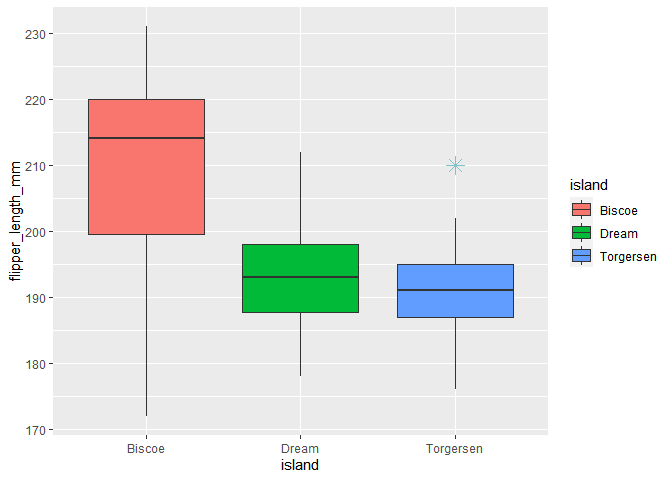 230
220
210
200
190
180
170
flipper_length_mm
Biscoe
Dream
Torgersen
island
island
Biscoe
Dream
Torgersen